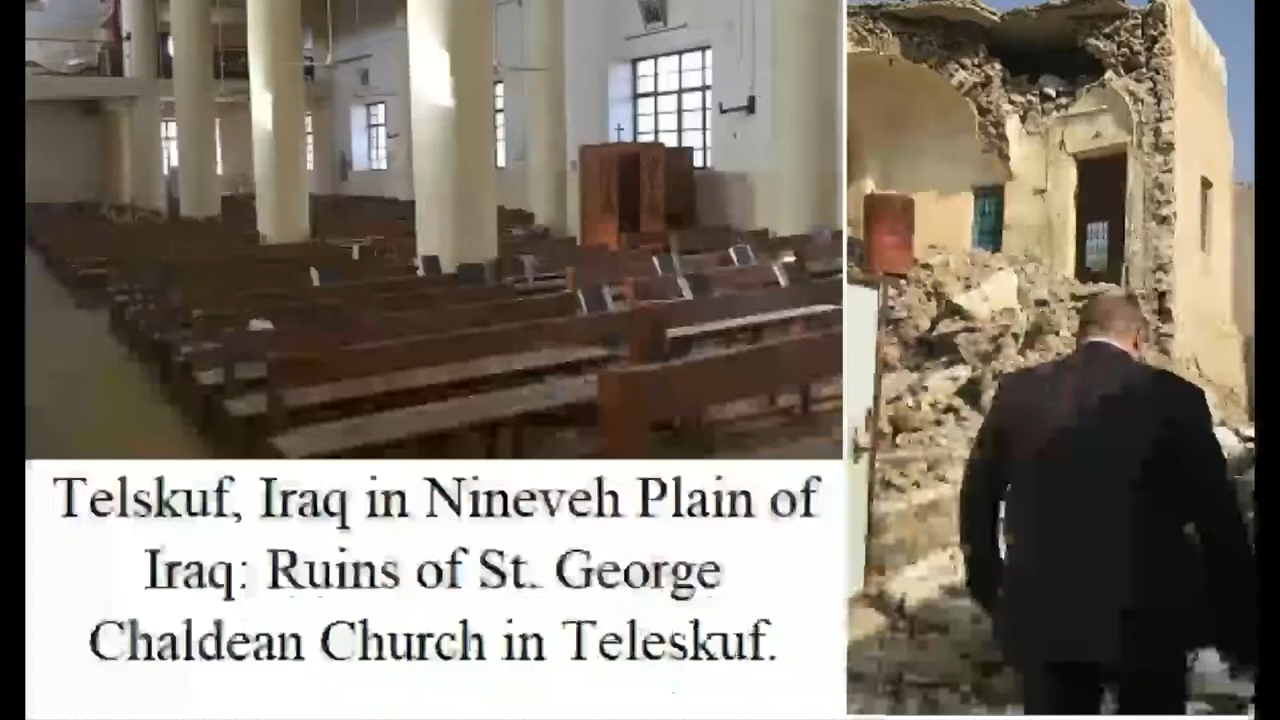 Telskuf, Iraq in Nineveh Plain of
Iraq: Ruins of St. George
Chaldean Church in Teleskuf.